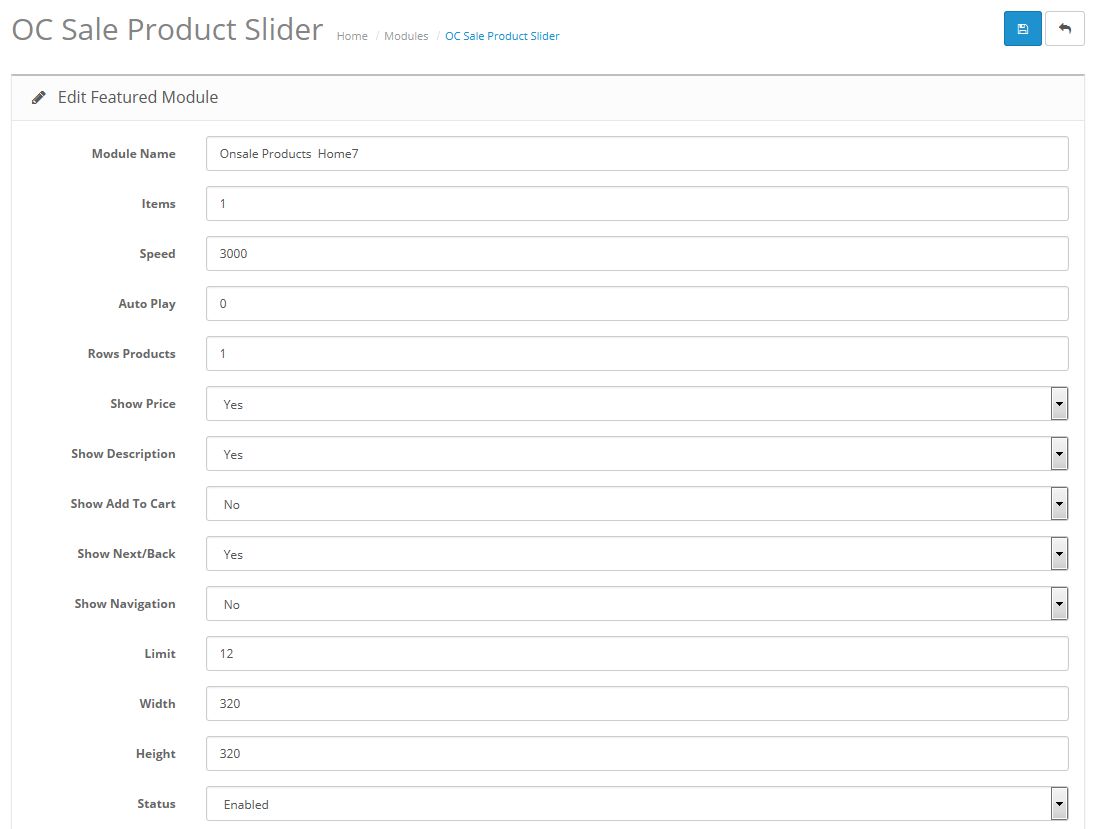 OC Sale Product Slider Home / Modules / OC Sale Product Slider
Edit Featured Module
Module Name Onsale Products  Home7
Items 1
Speed 3000
Auto Play 0
Rows Products 1
Show Price Yes
Show Description Yes
Show Add To Cart No
Show Next/Back Yes
Show Navigation No
Limit 12
Width 320
Height 320
Status Enabled